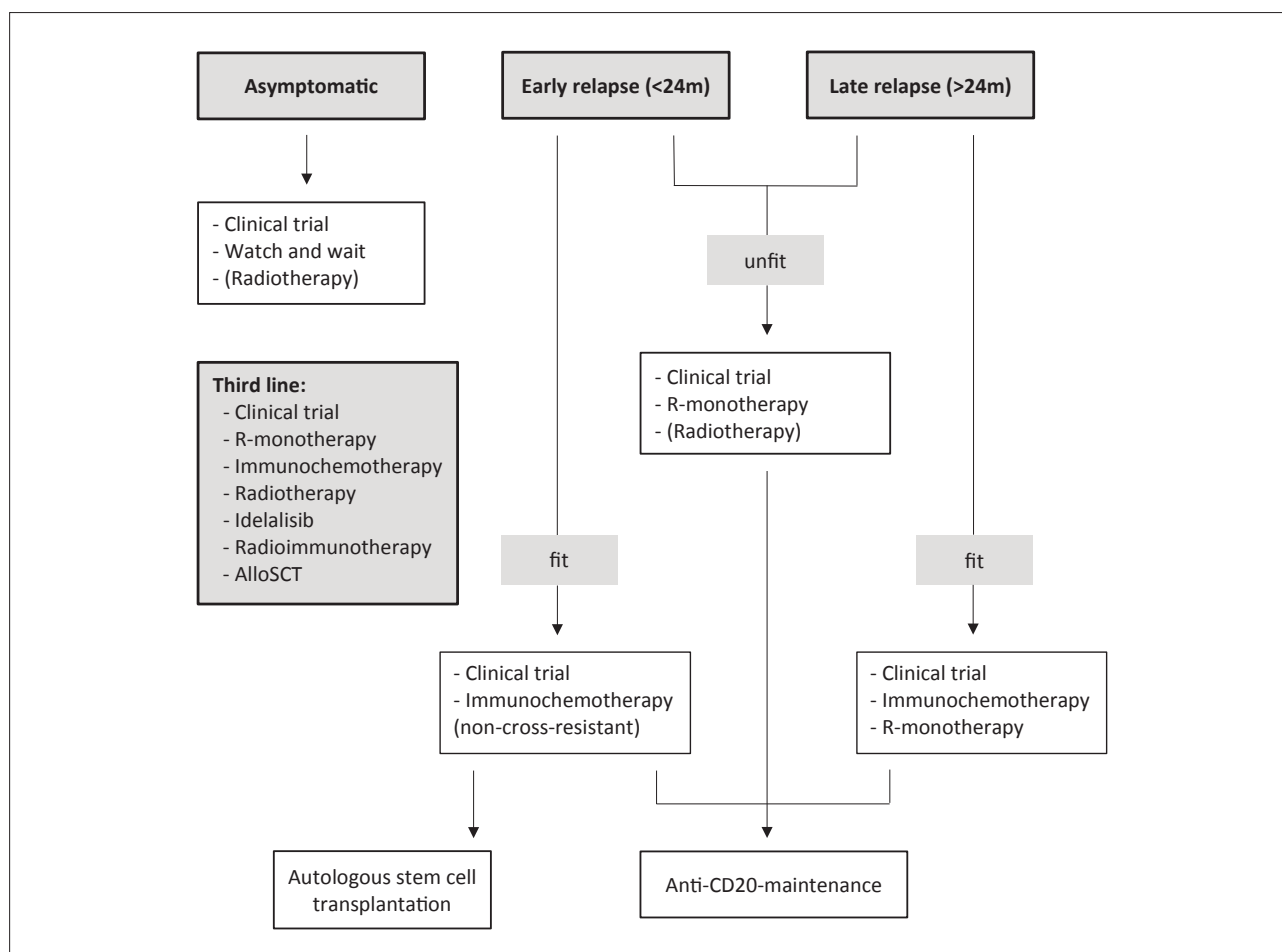 Asymptomatic
Early relapse (<24m)
Late relapse (>24m)
- Clinical trial
- Watch and wait
- (Radiotherapy)
unfit
Third line:
- Clinical trial
- R-monotherapy
- Immunochemotherapy
- Radiotherapy
- Idelalisib
- Radioimmunotherapy
- AlloSCT
- Clinical trial
- R-monotherapy
- (Radiotherapy)
fit
fit
- Clinical trial
- Immunochemotherapy
(non-cross-resistant)
- Clinical trial
- Immunochemotherapy
- R-monotherapy
Autologous stem cell
transplantation
Anti-CD20-maintenance